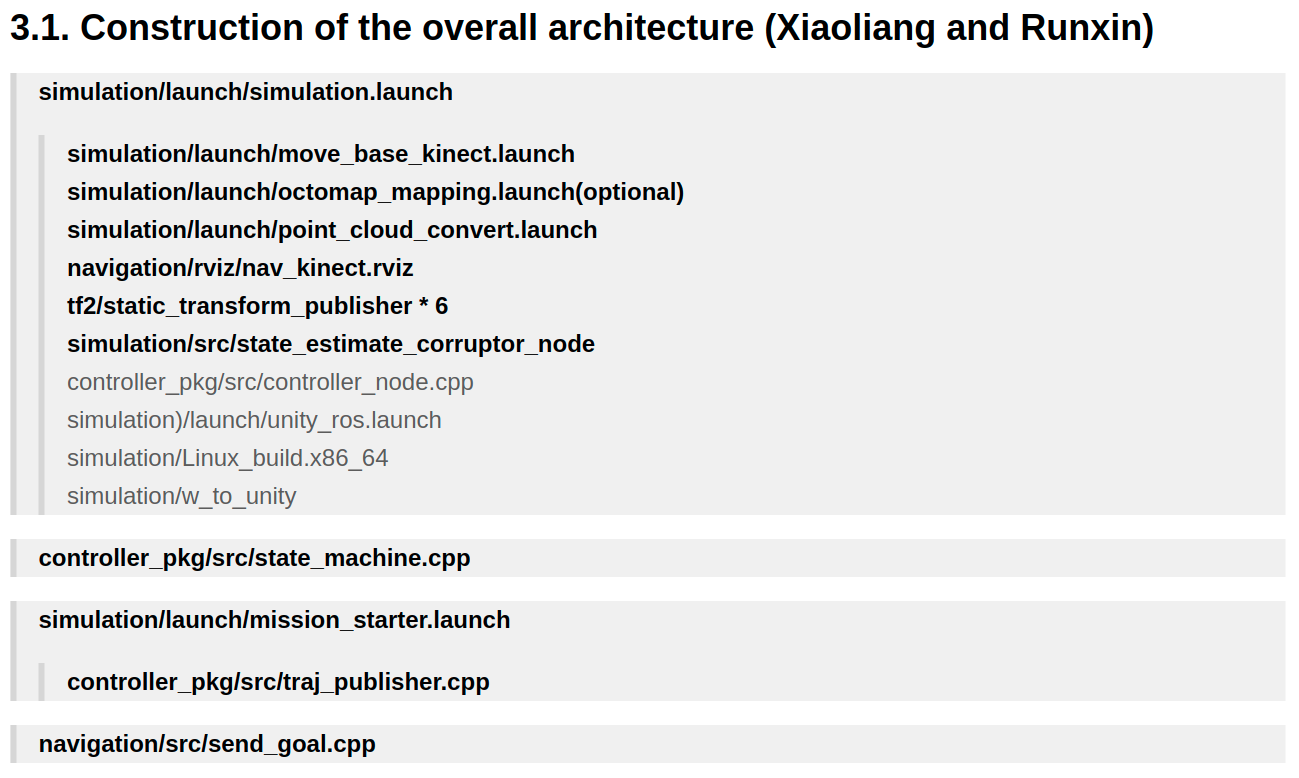 3.1. Construction of the overall architecture (Xiaoliang and Runxin)
simulation/launch/simulation.launch
simulation/launch/move_base_kinect.launch
simulation/launch/octomap_mapping.launch(optional)
simulation/launch/point_cloud_convert.launch
navigation/rviz/nav_kinect.rviz
tf2/static_transform_publisher * 6
simulation/src/state_estimate_corruptor_node
controller_pkg/src/controller_node.cpp
simulation)/launch/unity_ros.launch
simulation/Linux_build.x86_64
simulation/w_to_unity
controller_pkg/src/state_machine.cpp
simulation/launch/mission_starter.launch
controller_pkg/src/traj_publisher.cpp
navigation/src/send_goal.cpp